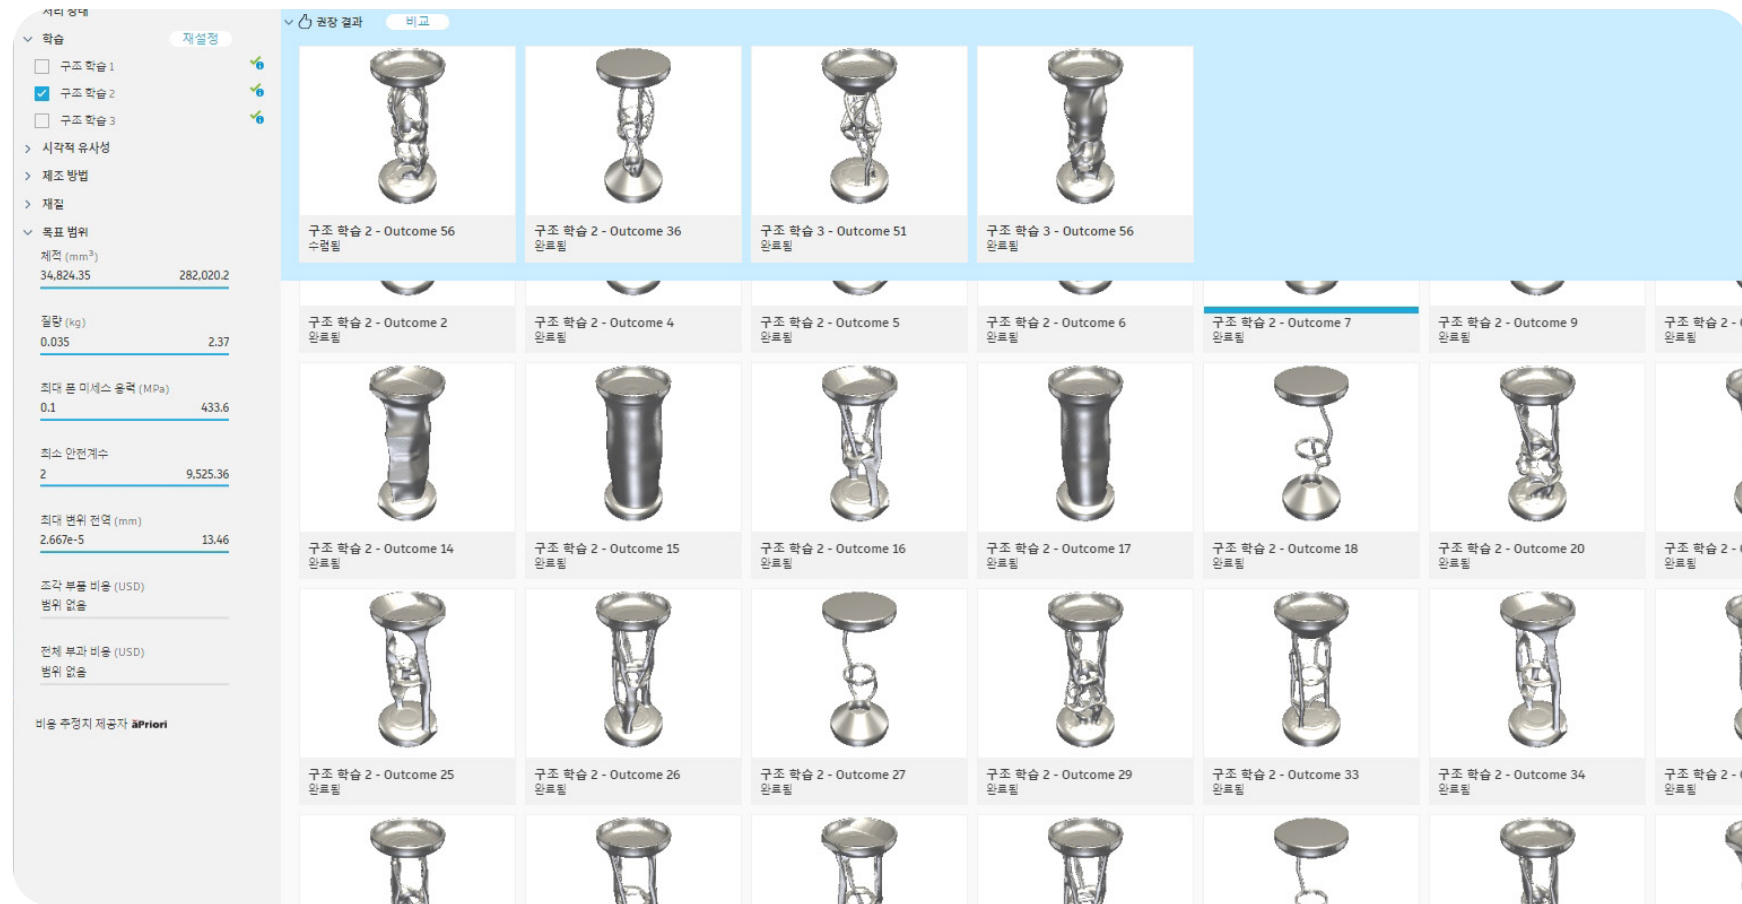 처리 상태
학습 재설정
구조 학습 1
구조 학습 2
구조 학습 3
시각적 유사성
제조 방법
재질
목표 범위
체적 (mm³)
34,824.35 282,020.2
질량 (kg)
0.035 2.37
최대 폰 미세스 응력 (MPa)
0.1 433.6
최소 안전계수
2 9,525.36
최대 변위 전역 (mm)
2.667e-5 13.46
조각 부품 비용 (USD)
범위 없음
전체 부과 비용 (USD)
범위 없음
비용 추정치 제공자 äPriori
권장 결과 비교
구조 학습 2 - Outcome 56
수렴됨
구조 학습 2 - Outcome 36
완료됨
구조 학습 3 - Outcome 51
완료됨
구조 학습 3 - Outcome 56
완료됨
구조 학습 2 - Outcome 2
완료됨
구조 학습 2 - Outcome 4
완료됨
구조 학습 2 - Outcome 5
완료됨
구조 학습 2 - Outcome 6
완료됨
구조 학습 2 - Outcome 7
완료됨
구조 학습 2 - Outcome 9
완료됨
구조 학습 2 -
완료됨
구조 학습 2 - Outcome 14
완료됨
구조 학습 2 - Outcome 15
완료됨
구조 학습 2 - Outcome 16
완료됨
구조 학습 2 - Outcome 17
완료됨
구조 학습 2 - Outcome 18
완료됨
구조 학습 2 - Outcome 20
완료됨
구조 학습 2 -
완료됨
구조 학습 2 - Outcome 25
완료됨
구조 학습 2 - Outcome 26
완료됨
구조 학습 2 - Outcome 27
완료됨
구조 학습 2 - Outcome 29
완료됨
구조 학습 2 - Outcome 33
완료됨
구조 학습 2 - Outcome 34
완료됨
구조 학습 2 -
완료됨